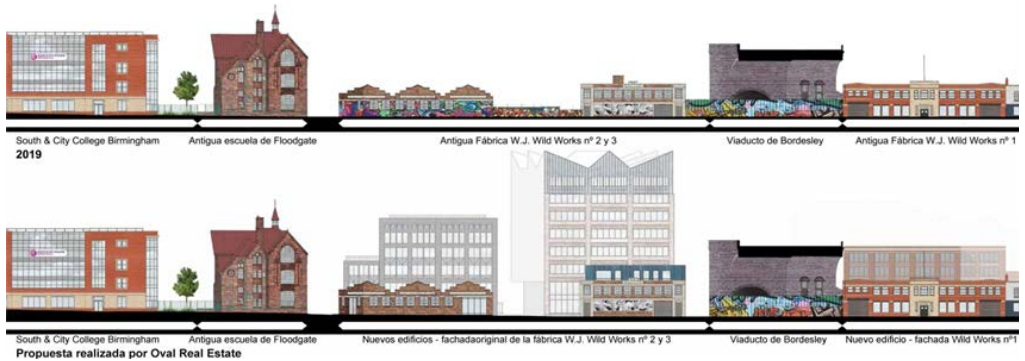 South & City College Birmingham Antigua escuela de Floodgate Antigua Fábrica W.J. Wild Works nº 2 y 3 Viaducto de Bordesley Antigua Fábrica W.J. Wild Works nº 1
2019
South & City College Birmingham Antigua escuela de Floodgate Nuevos edificios - fachadaoriginal de la fábrica W.J. Wild Works nº 2 y 3 Viaducto de Bordesley Nuevo edificio - fachada Wild Works nº1
Propuesta realizada por Oval Real Estate